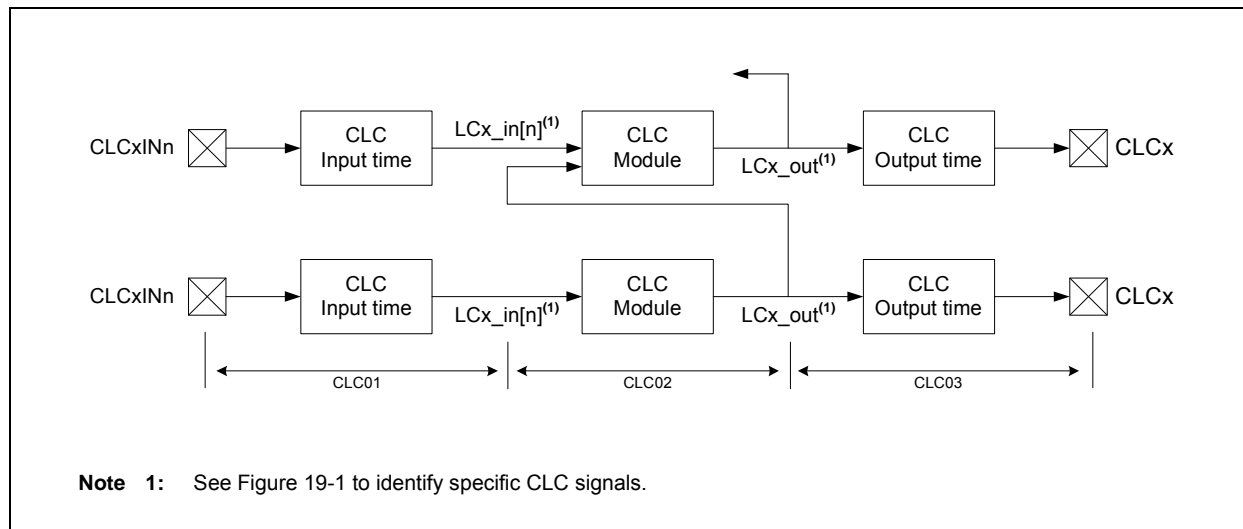 CLCxINn
CLC
Input time
LCx_in[n](1)
CLC
Module
LCx_out(1)
CLC
Output time
CLCx
CLCxINn
CLC
Input time
LCx_in[n](1)
CLC
Module
LCx_out(1)
CLC
Output time
CLCx
CLC01
CLC02
CLC03
Note 1: See Figure 19-1 to identify specific CLC signals.